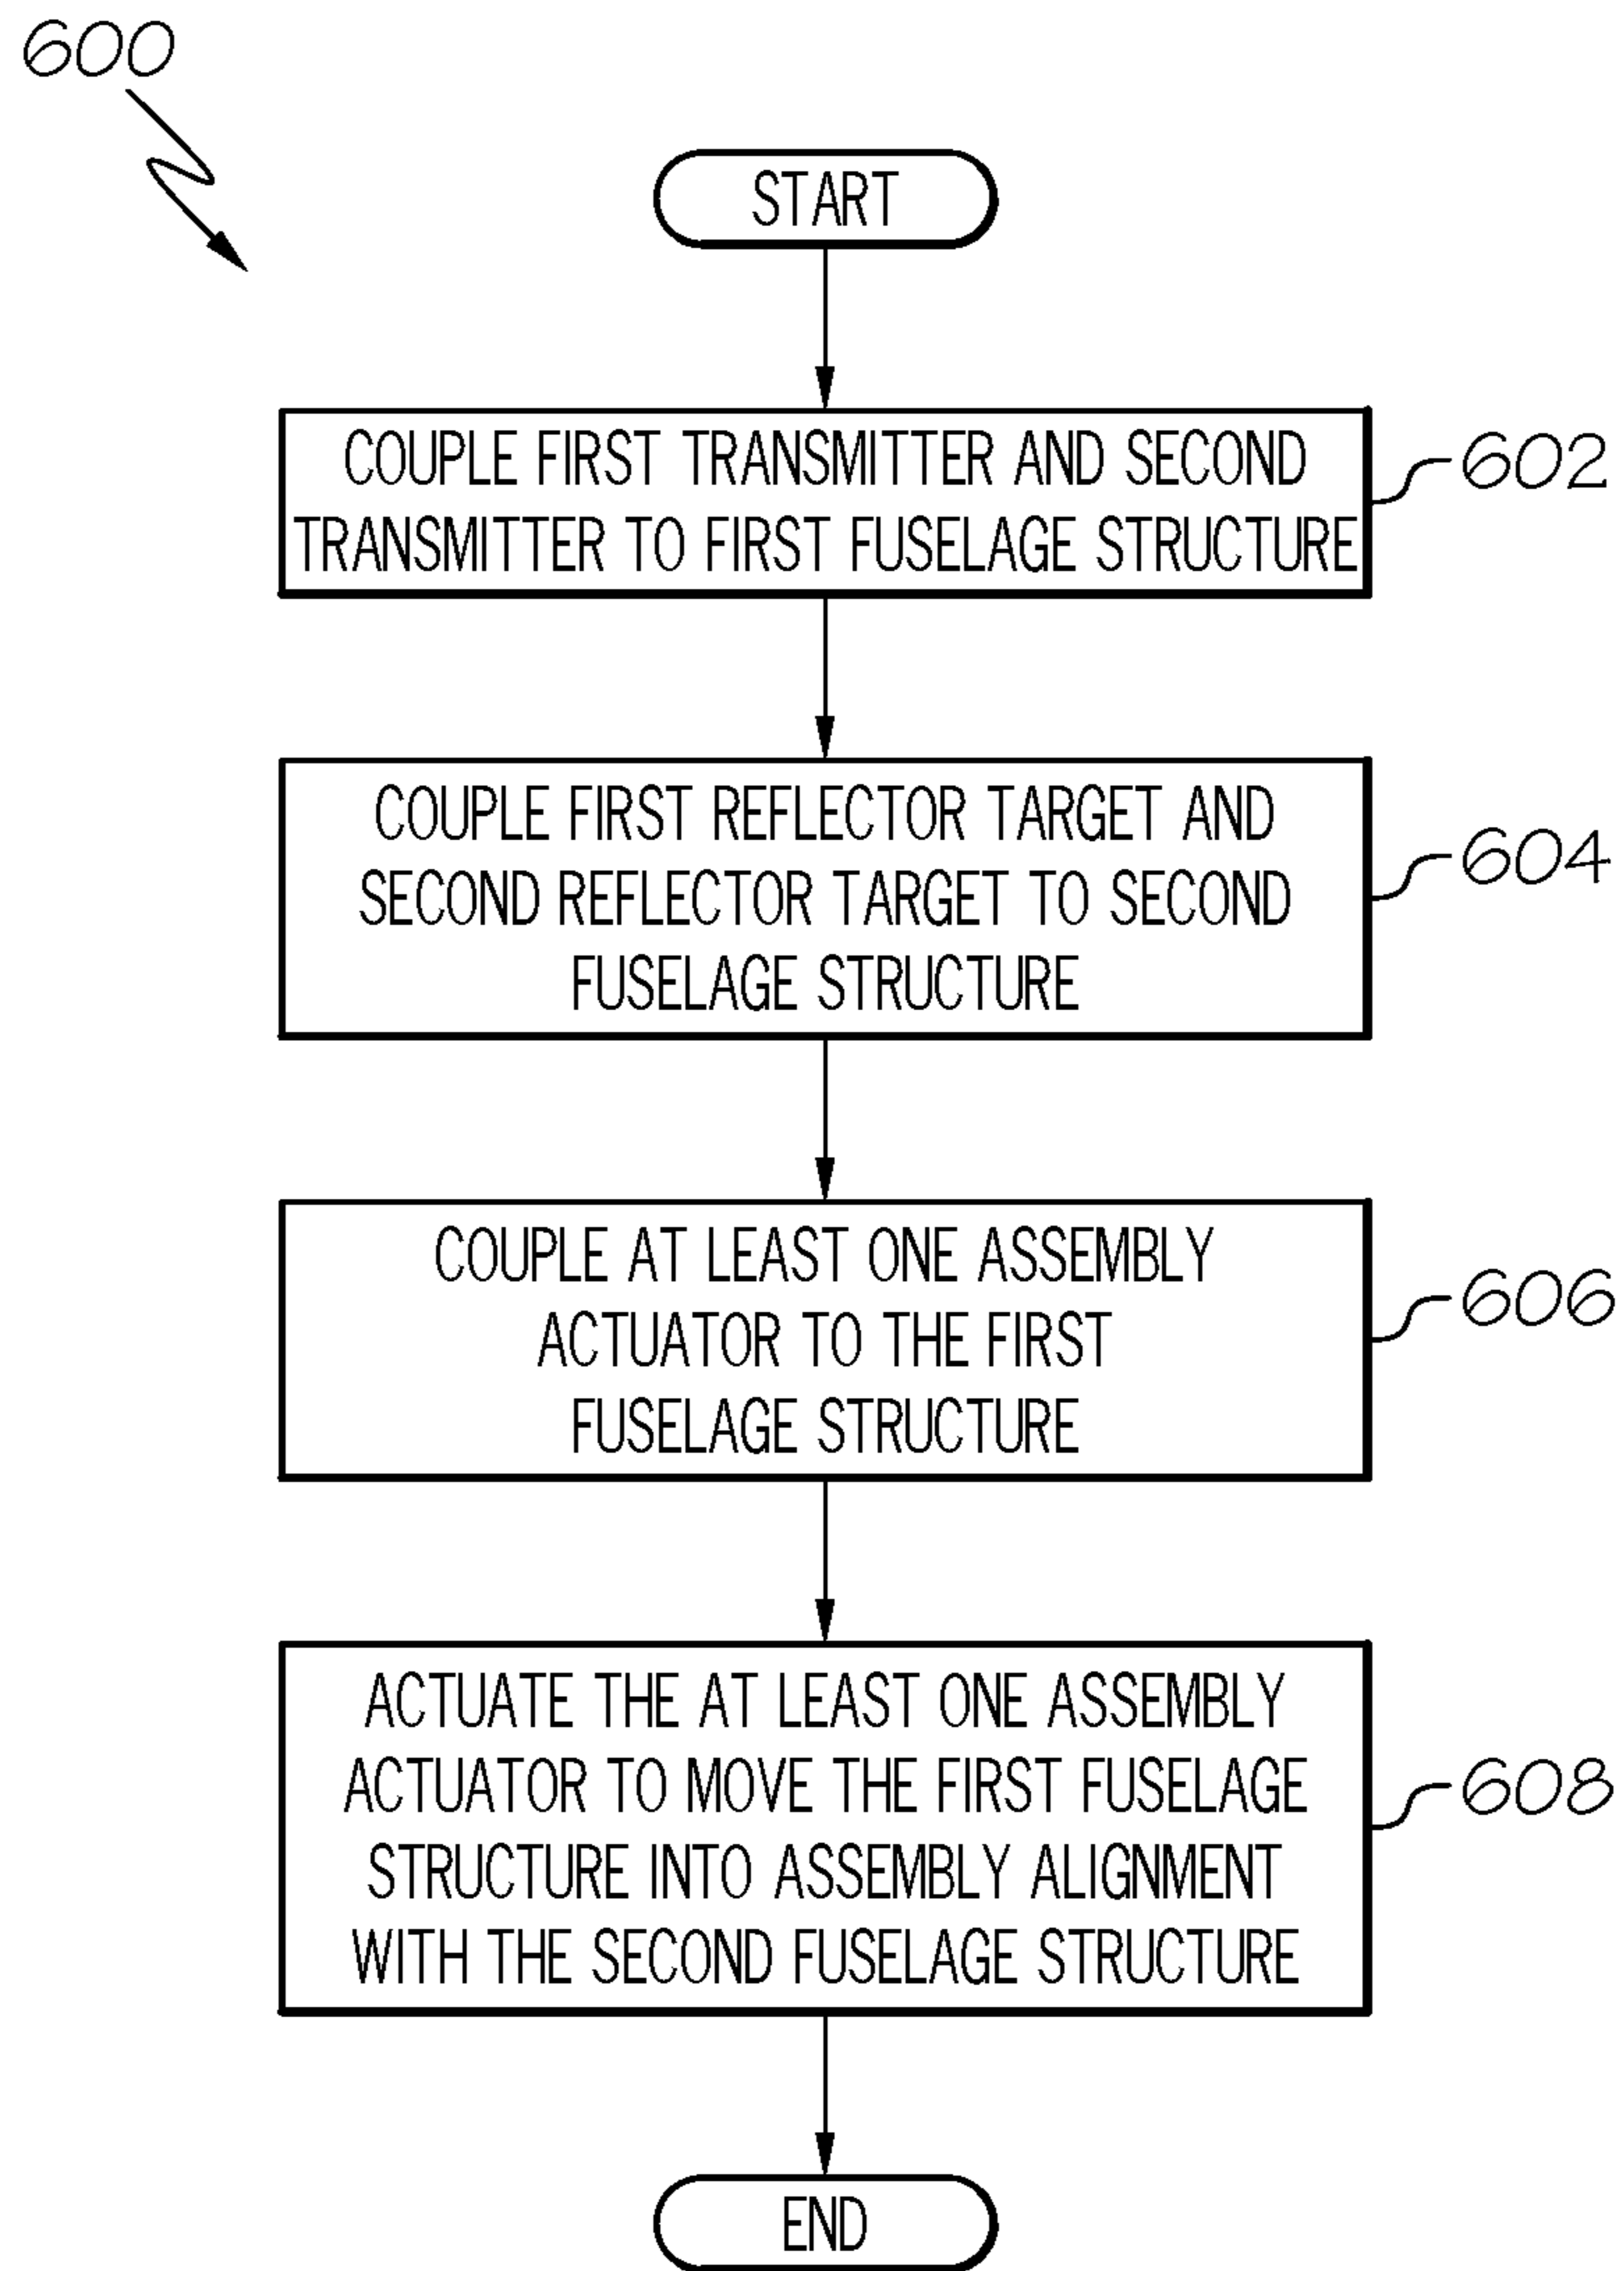 600
START
COUPLE FIRST TRANSMITTER AND SECOND
TRANSMITTER TO FIRST FUSELAGE STRUCTURE
602
COUPLE FIRST REFLECTOR TARGET AND
SECOND REFLECTOR TARGET TO SECOND
FUSELAGE STRUCTURE
604
COUPLE AT LEAST ONE ASSEMBLY
ACTUATOR TO THE FIRST
FUSELAGE STRUCTURE
606
ACTUATE THE AT LEAST ONE ASSEMBLY
ACTUATOR TO MOVE THE FIRST FUSELAGE
STRUCTURE INTO ASSEMBLY ALIGNMENT
WITH THE SECOND FUSELAGE STRUCTURE
608
END